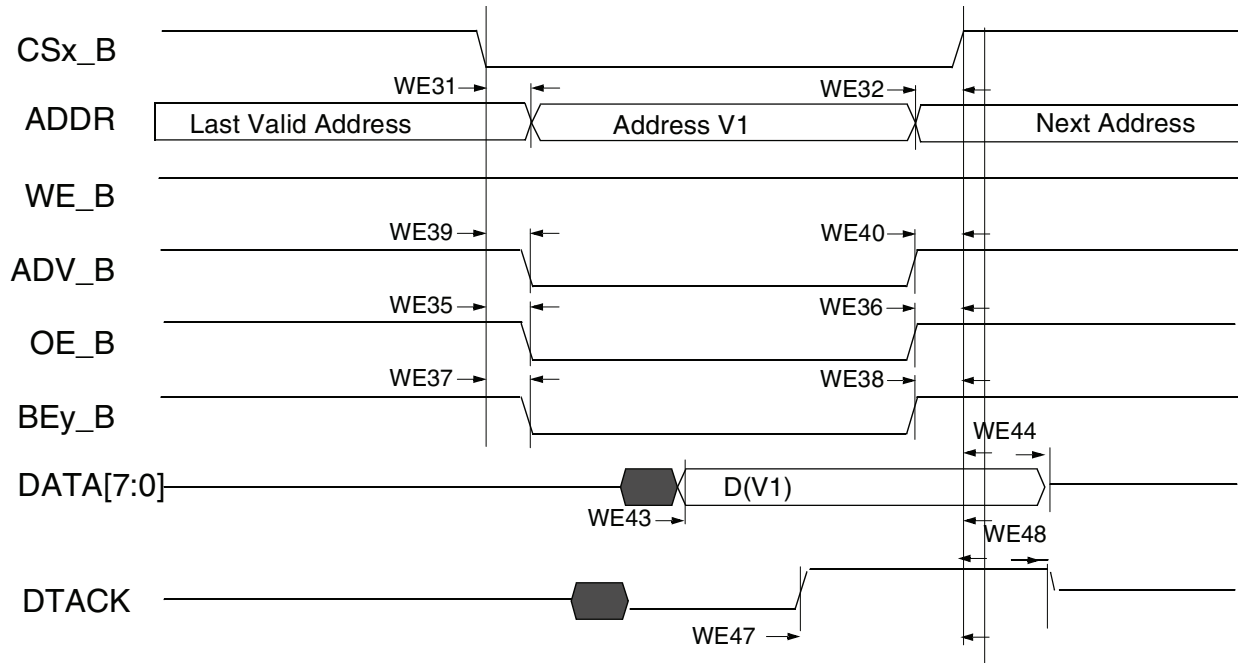 CSx_B
WE31
WE32
ADDR
Last Valid Address
Address V1
Next Address
WE_B
WE39
WE40
ADV_B
WE35
WE36
OE_B
WE37
WE38
BEy_B
WE44
DATA[7:0]
D(V1)
WE43
WE48
DTACK
WE47